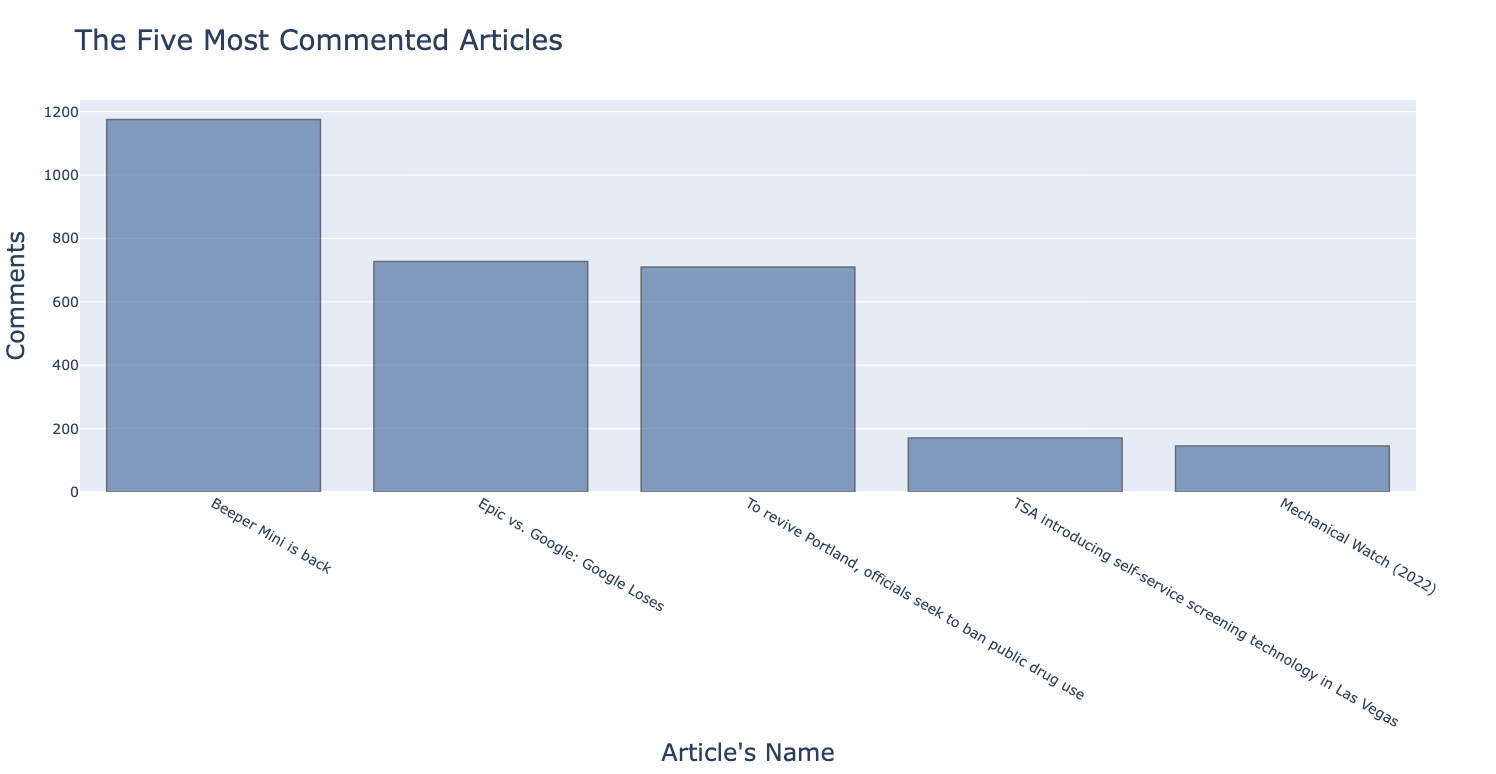 The Five Most Commented Articles
1200
1000
800
600
400
200
0
Comments
Beeper Mini is back
Epic vs. Google: Google Loses
To revive Portland, officials seek to ban public drug use
TSA introducing self-service screening technology in Las Vegas
Mechanical Watch (2022)
Article's Name